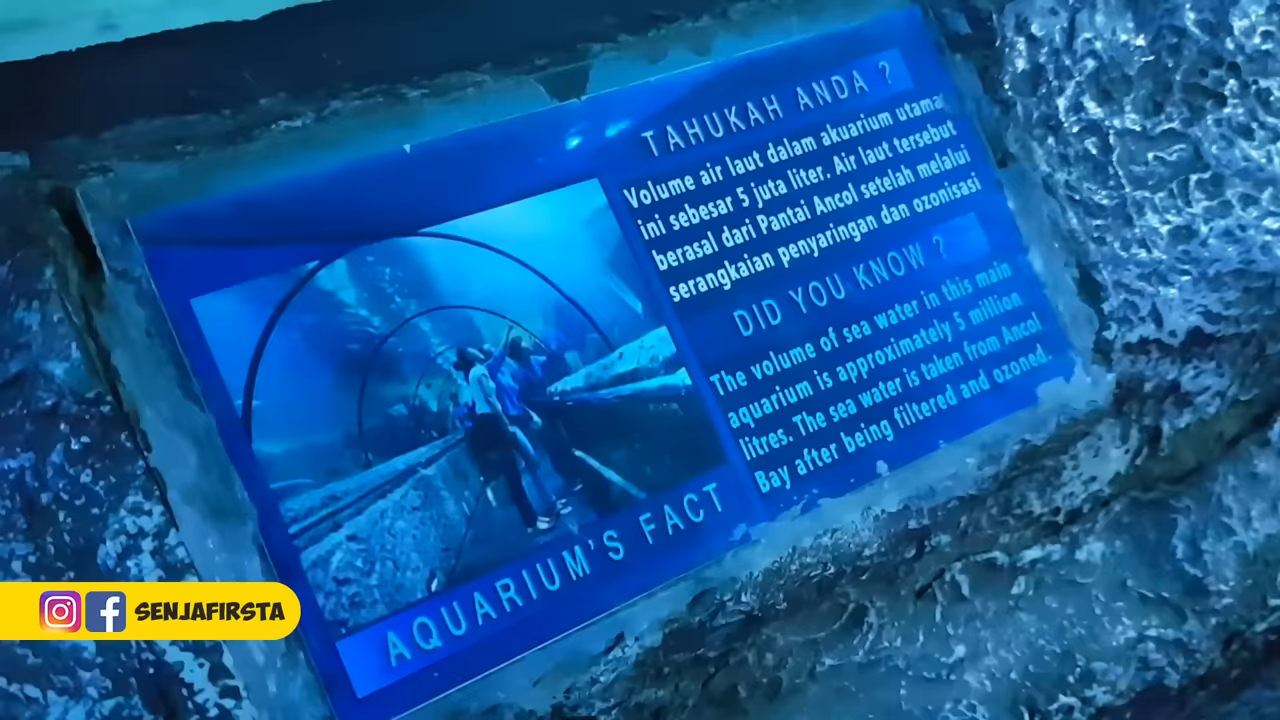 TAHUKAH ANDA ?
Volume air laut dalam akuarium utama
ini sebesar 5 juta liter. Air laut tersebut
berasal dari Pantai Ancol setelah melalui
serangkaian penyaringan dan ozonisasi
DID YOU KNOW ?
The volume of sea water in this main
aquarium is approximately 5 million
litres. The sea water is taken from Ancol
Bay after being filtered and ozoned.
AQUARIUM'S FACT
SENJAFIRSTA